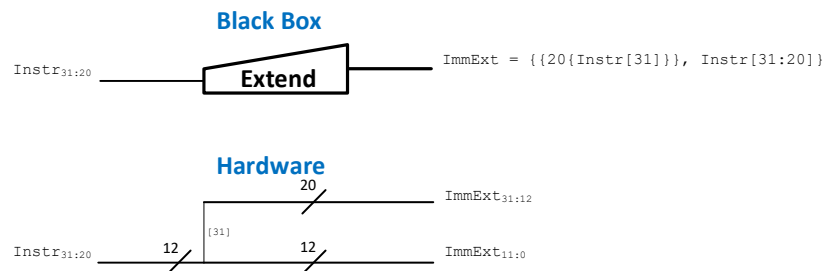 Black Box
Instr31:20
Extend
ImmExt = {{20{Instr[31]}}, Instr[31:20]}
Hardware
20
ImmExt31:12
[31]
Instr31:20
12
12
ImmExt11:0